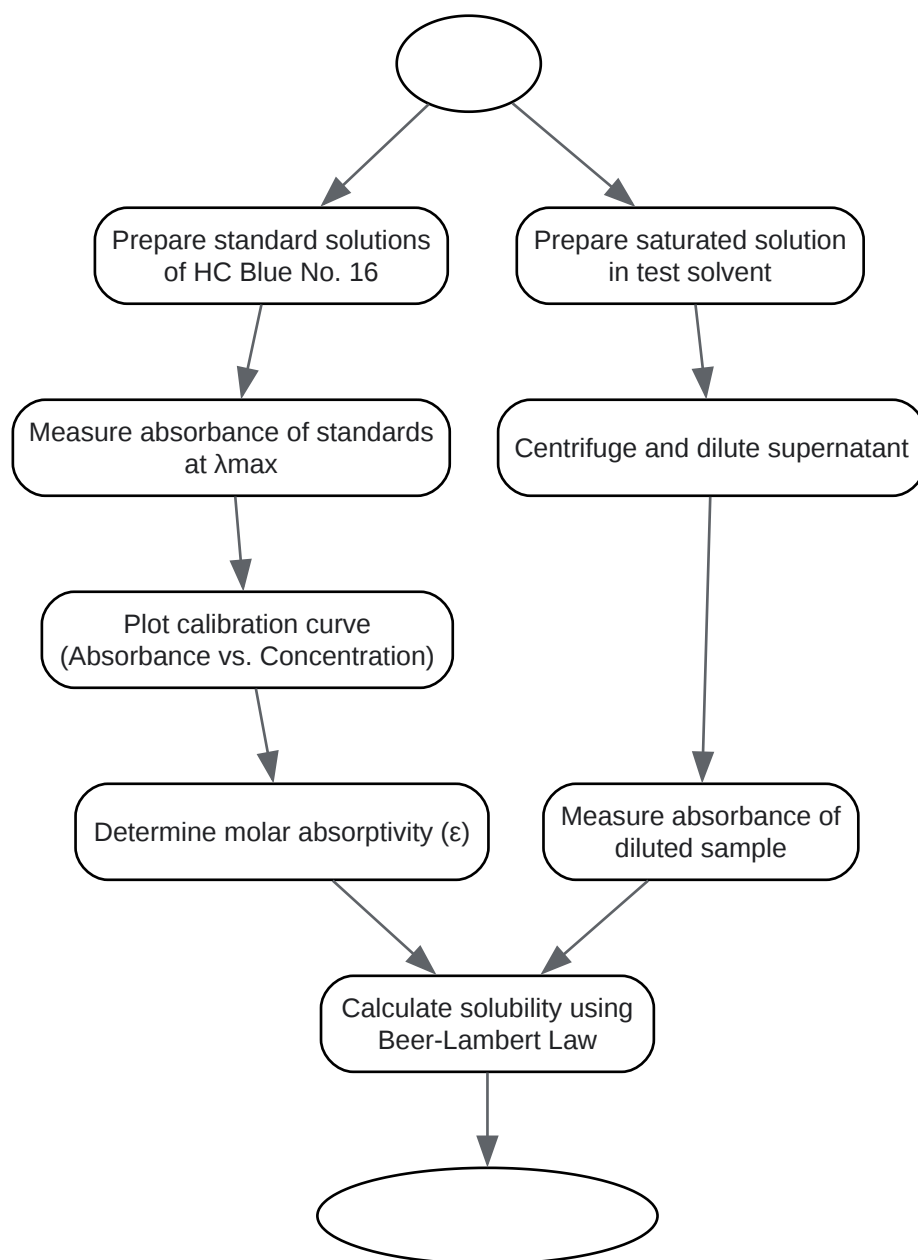 Prepare standard solutions
of HC Blue No. 16
Prepare saturated solution
in test solvent
Measure absorbance of standards
at λmax
Centrifuge and dilute supernatant
Plot calibration curve
(Absorbance vs. Concentration)
Determine molar absorptivity (ε)
Measure absorbance of
diluted sample
Calculate solubility using
Beer-Lambert Law